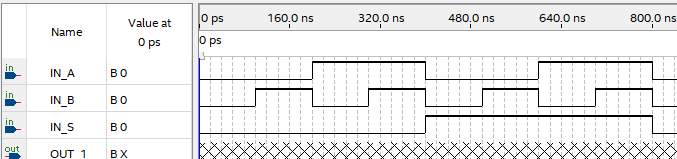 Name
Value at
0 ps
0 ps 160.0 ns 320.0 ns 480.0 ns 640.0 ns 800.0 ns
0 ps
in IN_A B 0
in IN_B B 0
in IN_S B 0
out OUT_1 B X